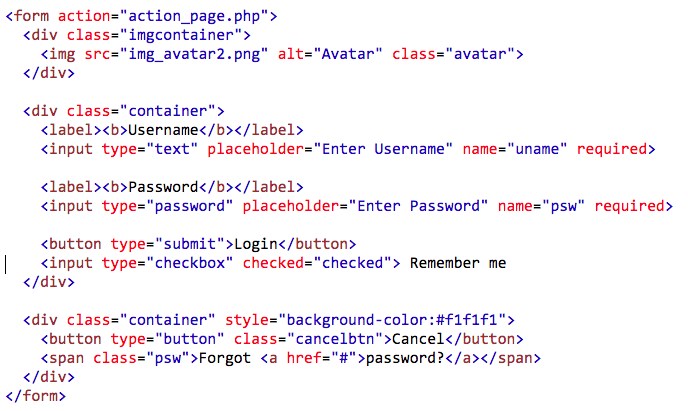 <form action="action_page.php">
  <div class="imgcontainer">
    <img src="img_avatar2.png" alt="Avatar" class="avatar">
  </div>

  <div class="container">
    <label><b>Username</b></label>
    <input type="text" placeholder="Enter Username" name="uname" required>

    <label><b>Password</b></label>
    <input type="password" placeholder="Enter Password" name="psw" required>

    <button type="submit">Login</button>
    <input type="checkbox" checked="checked"> Remember me
  </div>

  <div class="container" style="background-color:#f1f1f1">
    <button type="button" class="cancelbtn">Cancel</button>
    <span class="psw">Forgot <a href="#">password?</a></span>
  </div>
</form>